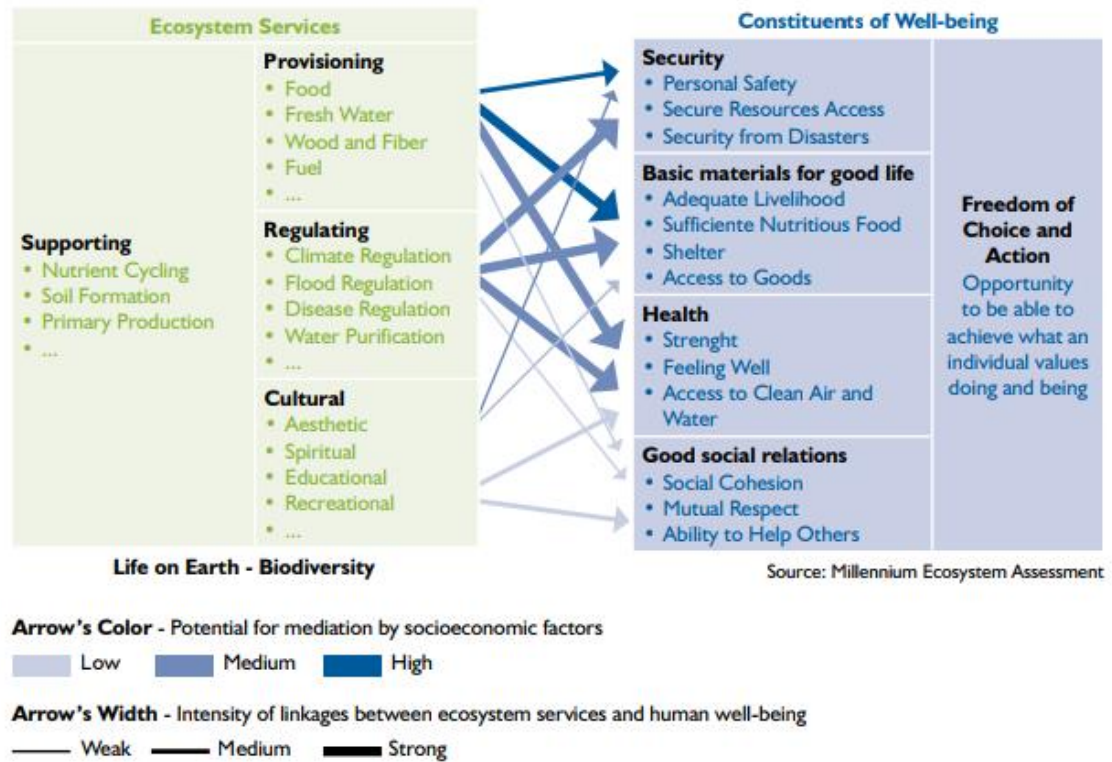 Ecosystem Services
Supporting
• Nutrient Cycling
• Soil Formation
• Primary Production
• ...
Provisioning
• Food
• Fresh Water
• Wood and Fiber
• Fuel
• ...
Regulating
• Climate Regulation
• Flood Regulation
• Disease Regulation
• Water Purification
• ...
Cultural
• Aesthetic
• Spiritual
• Educational
• Recreational
• ...
Life on Earth - Biodiversity
Constituents of Well-being
Security
• Personal Safety
• Secure Resources Access
• Security from Disasters
Basic materials for good life
• Adequate Livelihood
• Sufficiente Nutritious Food
• Shelter
• Access to Goods
Health
• Strenght
• Feeling Well
• Access to Clean Air and
Water
Good social relations
• Social Cohesion
• Mutual Respect
• Ability to Help Others
Freedom of
Choice and
Action
Opportunity
to be able to
achieve what an
individual values
doing and being
Source: Millennium Ecosystem Assessment
Arrow's Color - Potential for mediation by socioeconomic factors
Low Medium High
Arrow's Width - Intensity of linkages between ecosystem services and human well-being
Weak Medium Strong